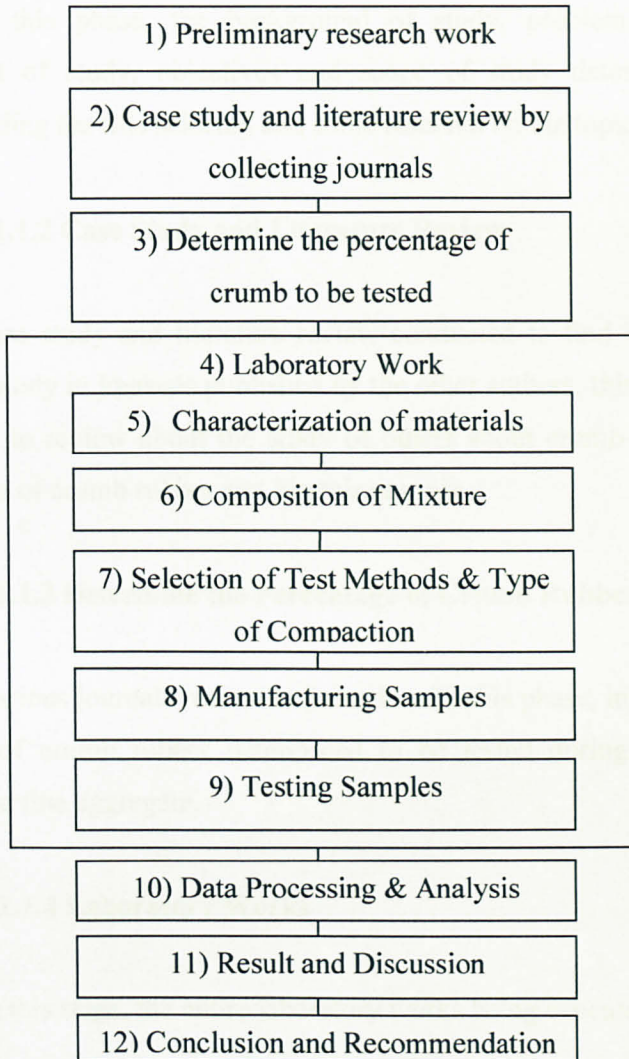 1) Preliminary research work
2) Case study and literature review by
collecting journals
3) Determine the percentage of
crumb to be tested
4) Laboratory Work
5) Characterization of materials
6) Composition of Mixture
7) Selection of Test Methods & Type
of Compaction
8) Manufacturing Samples
9) Testing Samples
10) Data Processing & Analysis
11) Result and Discussion
12) Conclusion and Recommendation